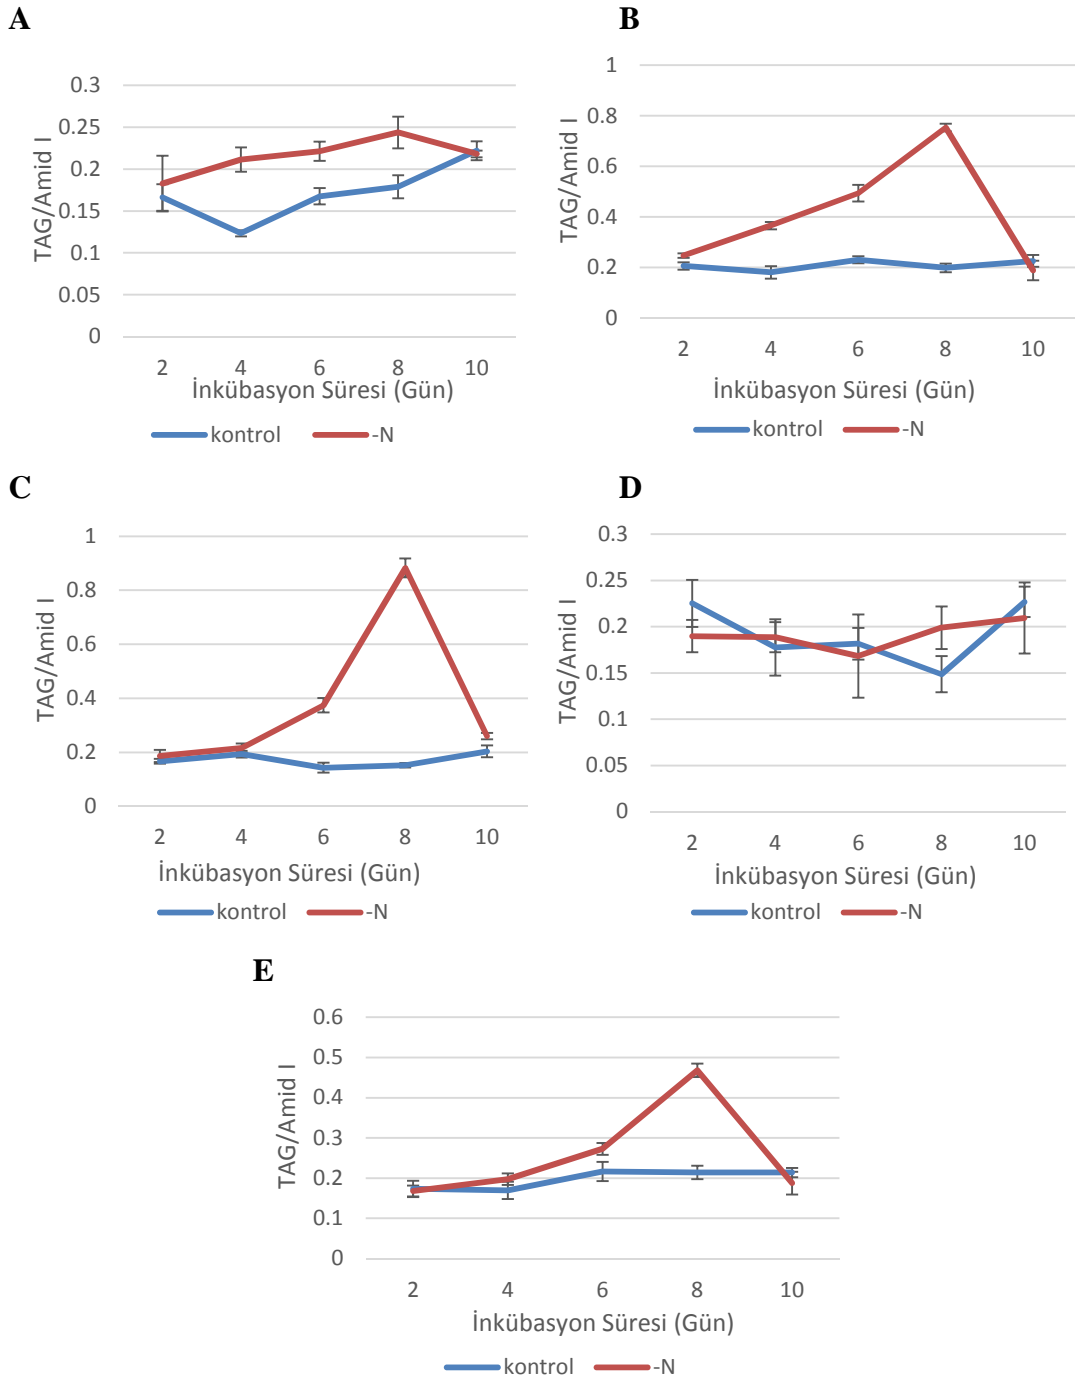 A
TAG/Amid I
0.3
0.25
0.2
0.15
0.1
0.05
0
2 4 6 8 10
İnkübasyon Süresi (Gün)
kontrol -N
B
TAG/Amid I
1
0.8
0.6
0.4
0.2
0
2 4 6 8 10
İnkübasyon Süresi (Gün)
kontrol -N
C
TAG/Amid I
1
0.8
0.6
0.4
0.2
0
2 4 6 8 10
İnkübasyon Süresi (Gün)
kontrol -N
D
TAG/Amid I
0.3
0.25
0.2
0.15
0.1
0.05
0
2 4 6 8 10
İnkübasyon Süresi (Gün)
kontrol -N
E
TAG/Amid I
0.6
0.5
0.4
0.3
0.2
0.1
0
2 4 6 8 10
İnkübasyon Süresi (Gün)
kontrol -N